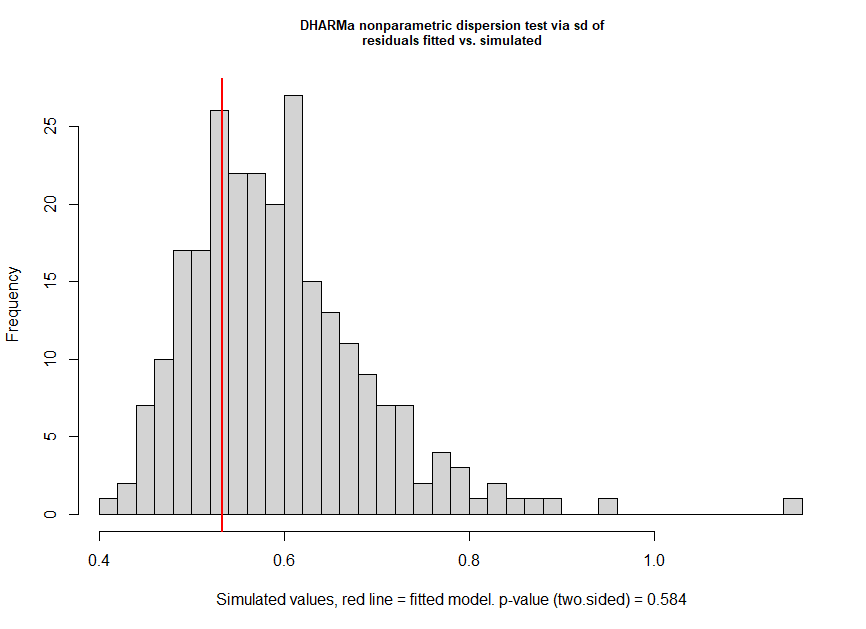 DHARMa nonparametric dispersion test via sd of
residuals fitted vs. simulated
Frequency
25
20
15
10
5
0
0.4 0.6 0.8 1.0
Simulated values, red line = fitted model. p-value (two.sided) = 0.584